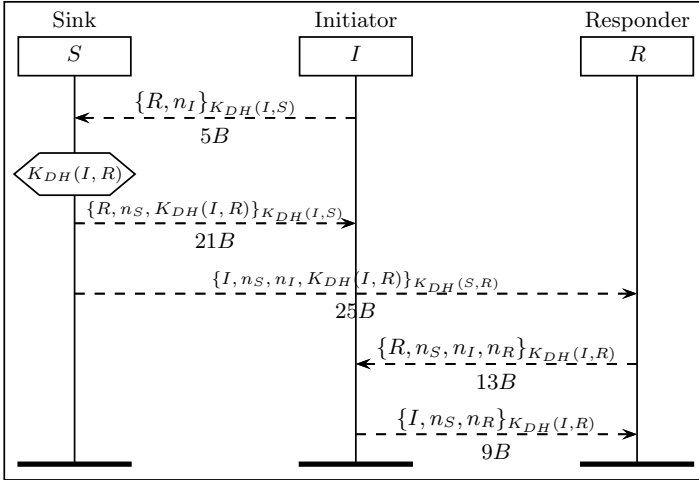 Sink Initiator Responder
S I R
{R, n_I}_{K_{DH}(I,S)}
5B
K_{DH}(I, R)
{R, n_S, K_{DH}(I, R)}_{K_{DH}(I,S)}
21B
{I, n_S, n_I, K_{DH}(I, R)}_{K_{DH}(S,R)}
25B
{R, n_S, n_I, n_R}_{K_{DH}(I,R)}
13B
{I, n_S, n_R}_{K_{DH}(I,R)}
9B